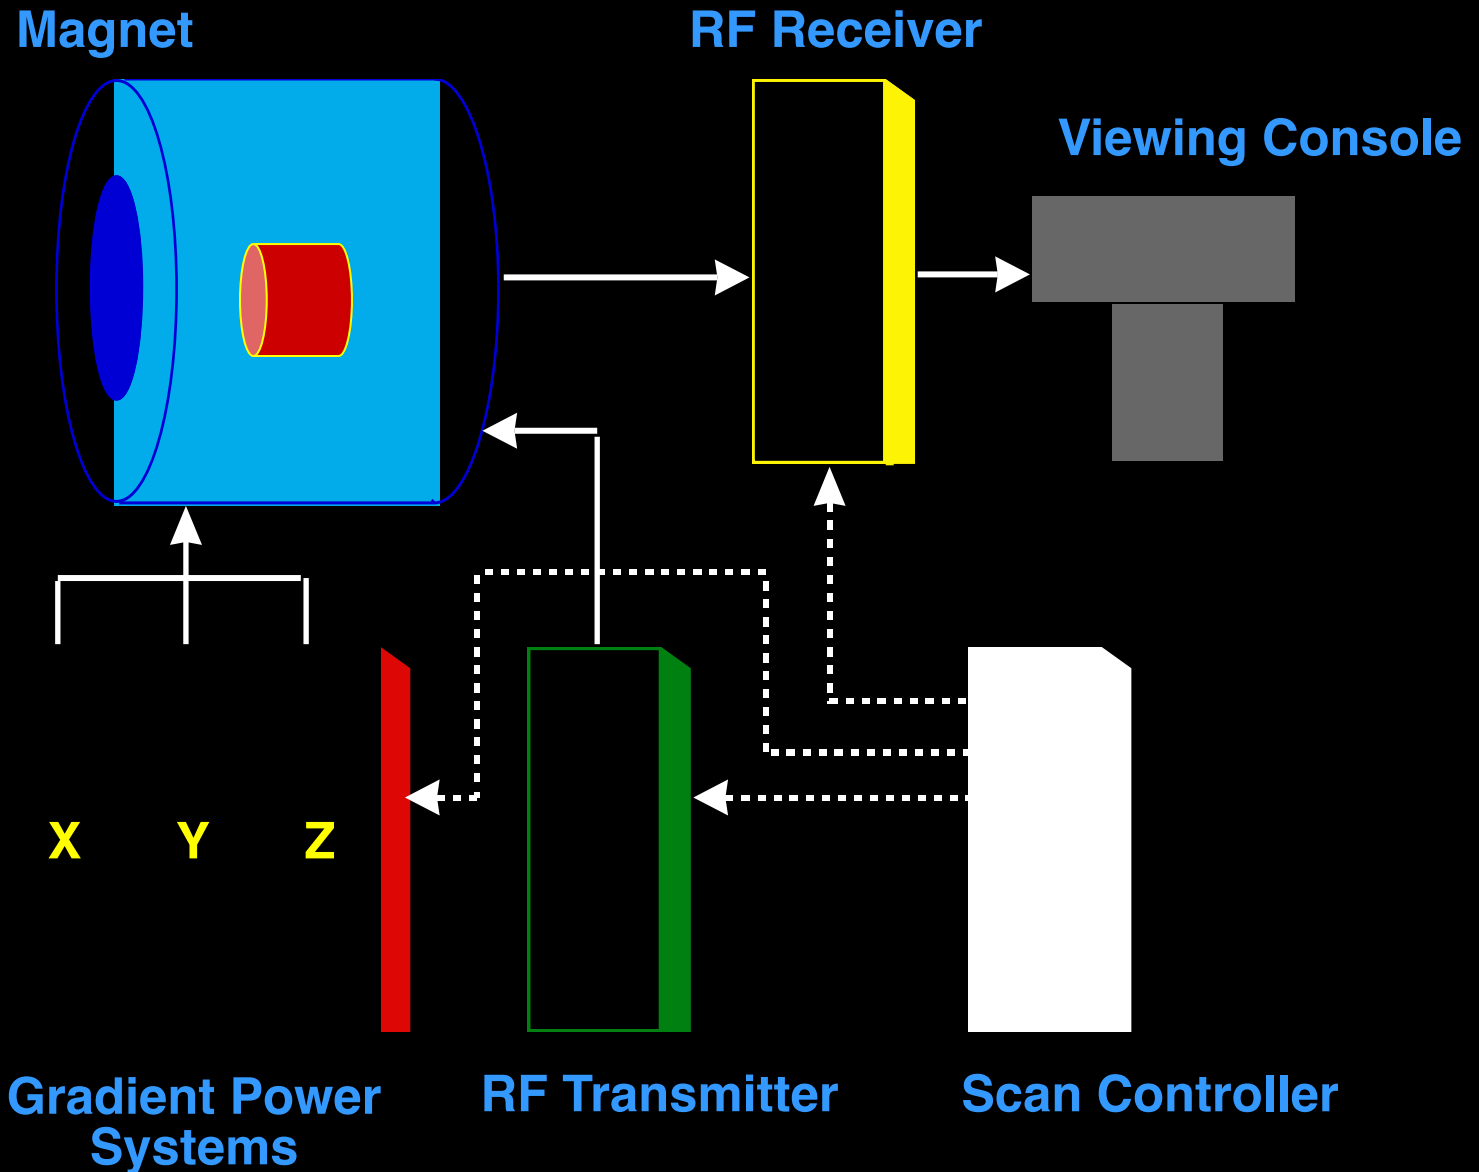 Magnet
RF Receiver
Viewing Console
X Y Z
Gradient Power
Systems
RF Transmitter
Scan Controller